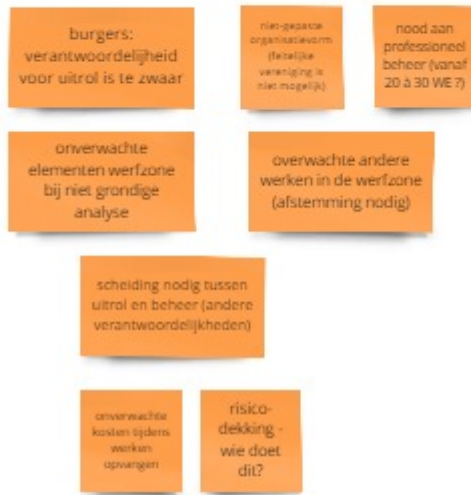 burgers:
verantwoordelijheid
voor uitrol is te zwaar
niet-gepaste
organisatievorm
(feitelijke
vereniging is
niet mogelijk)
nood aan
professioneel
beheer (vanaf
20 à 30 WE ?)
onverwachte
elementen werfzone
bij niet grondige
analyse
overwachte andere
werken in de werfzone
(afstemming nodig)
scheiding nodig tussen
uitrol en beheer (andere
verantwoordelijkheden)
onverwachte
kosten tijdens
werken
opvangen
risico-
dekking -
wie doet
dit?